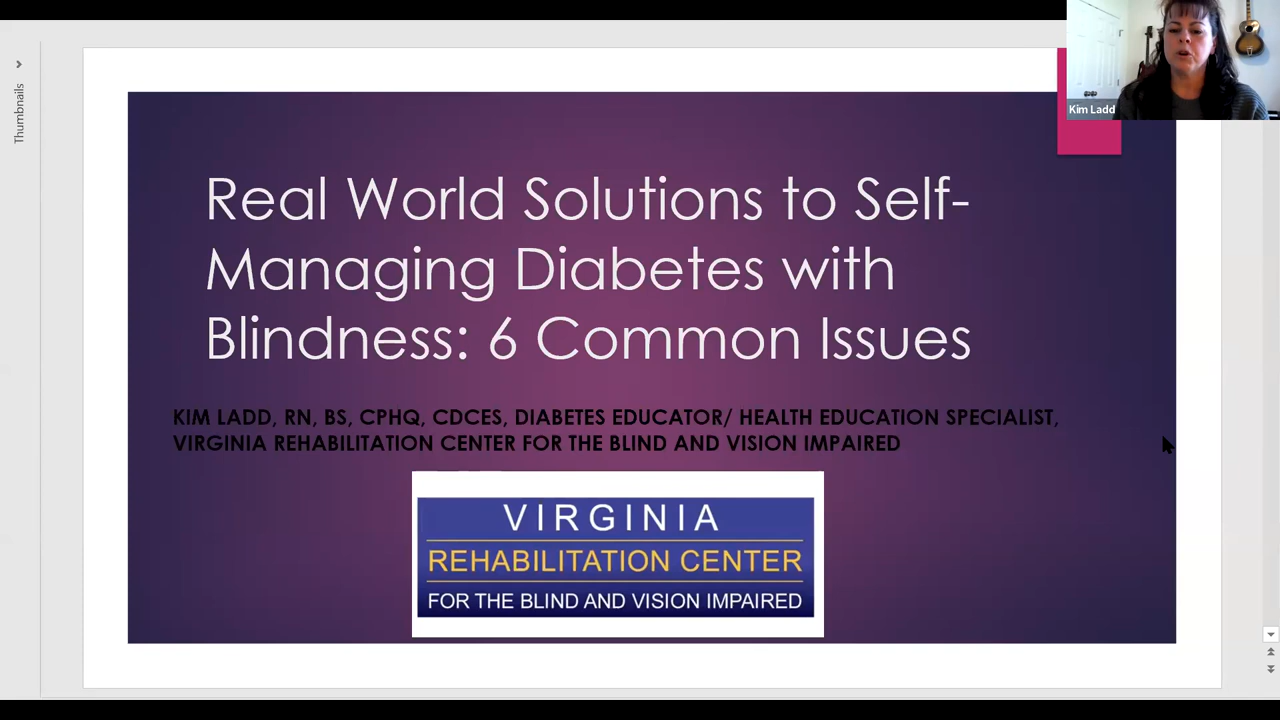 Thumbnails
Kim Ladd
Real World Solutions to Self-
Managing Diabetes with
Blindness: 6 Common Issues
KIM LADD, RN, BS, CPHQ, CDCES, DIABETES EDUCATOR/ HEALTH EDUCATION SPECIALIST,
VIRGINIA REHABILITATION CENTER FOR THE BLIND AND VISION IMPAIRED
VIRGINIA
REHABILITATION CENTER
FOR THE BLIND AND VISION IMPAIRED